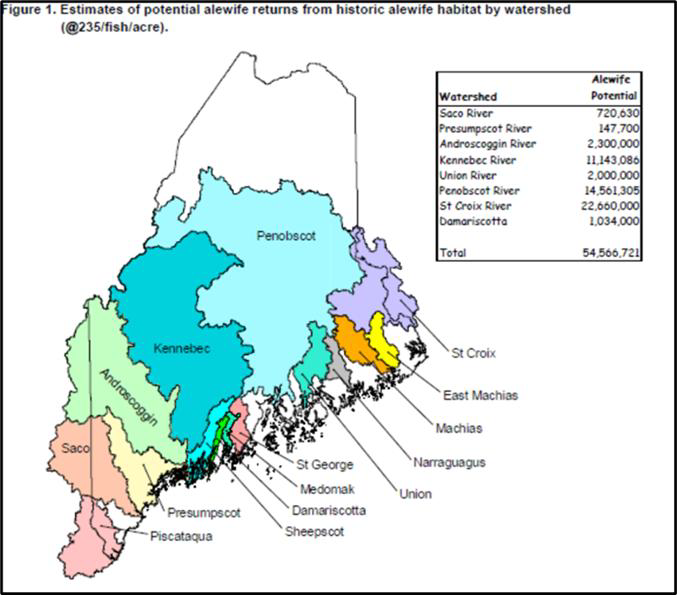 Figure 1. Estimates of potential alewife returns from historic alewife habitat by watershed
(@235/fish/acre).
Alewife
Watershed Potential
Saco River 720,630
Presumpscot River 147,700
Androscoggin River 2,300,000
Kennebec River 11,143,086
Union River 2,000,000
Penobscot River 14,561,305
St Croix River 22,660,000
Damariscotta 1,034,000
Total 54,566,721
Penobscot
Kennebec
Androscoggin
Saco
St Croix
East Machias
Machias
Narraguagus
Union
St George
Medomak
Damariscotta
Sheepscot
Presumpscot
Piscataqua